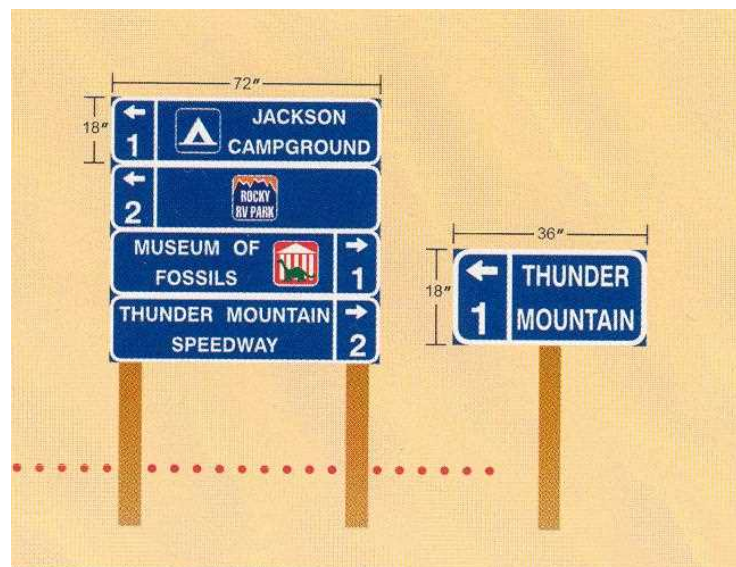 72"
18"
1
JACKSON
CAMPGROUND
2
ROCKY
RV PARK
MUSEUM OF
FOSSILS
1
THUNDER MOUNTAIN
SPEEDWAY
2
36"
18"
1
THUNDER
MOUNTAIN